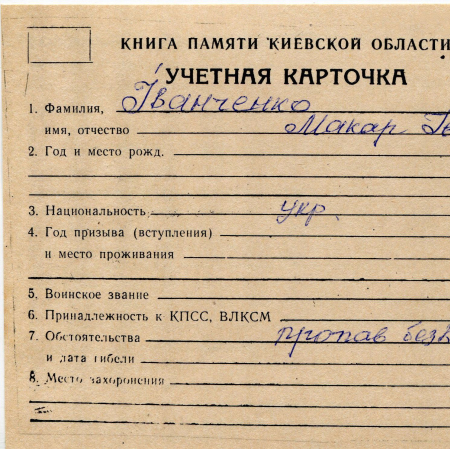 КНИГА ПАМЯТИ КИЕВСКОЙ ОБЛАСТИ
УЧЕТНАЯ КАРТОЧКА
1. Фамилия, Іванченко
имя, отчество Макар
2. Год и место рожд.
3. Национальность укр.
4. Год призыва (вступления)
и место проживания
5. Воинское звание
6. Принадлежность к КПСС, ВЛКСМ
7. Обстоятельства пропав
и дата гибели
8. Место захоронения